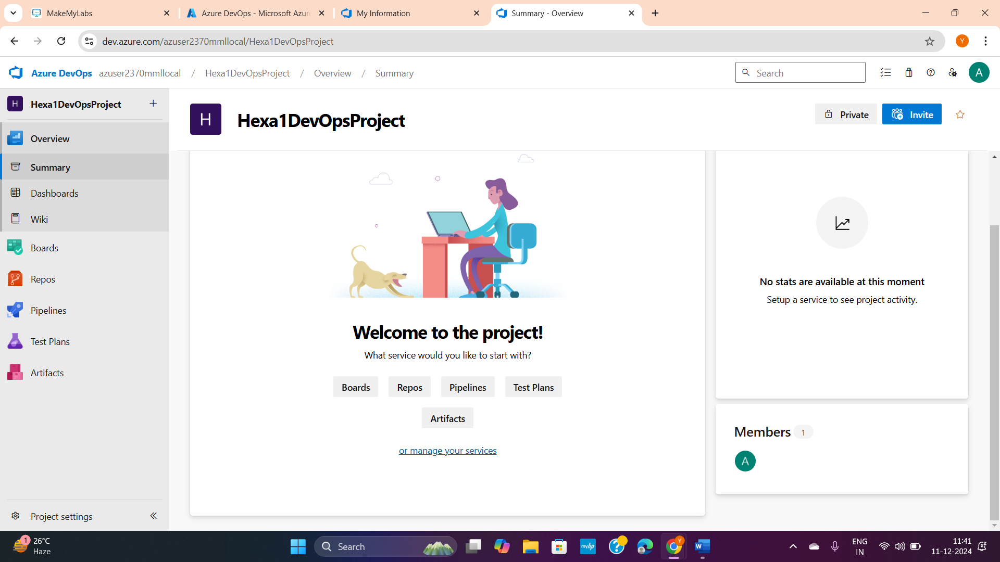 MakeMyLabs
Azure DevOps - Microsoft Azur
My Information
Summary - Overview
dev.azure.com/azuser2370mmllocal/Hexa1DevOpsProject
Y
Azure DevOps azuser2370mmllocal / Hexa1DevOpsProject / Overview / Summary
Search
A
H Hexa1DevOpsProject
Overview
Summary
Dashboards
Wiki
Boards
Repos
Pipelines
Test Plans
Artifacts
Project settings
H Hexa1DevOpsProject
Private
Invite
Welcome to the project!
What service would you like to start with?
Boards Repos Pipelines Test Plans
Artifacts
or manage your services
No stats are available at this moment
Setup a service to see project activity.
Members 1
A
1
26°C
Haze
Search
myhp
Y
ENG
IN
11:41
11-12-2024